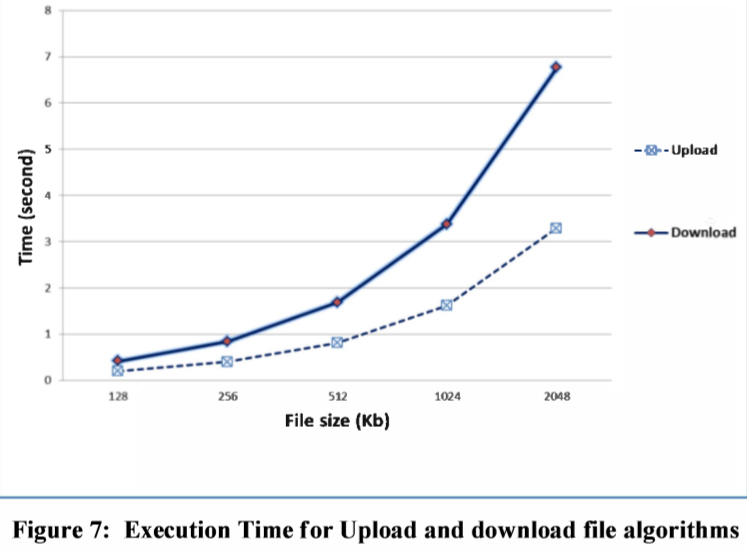 8
7
6
5
4
3
2
1
0
Time (second)
128 256 512 1024 2048
File size (Kb)
Upload
Download
Figure 7: Execution Time for Upload and download file algorithms